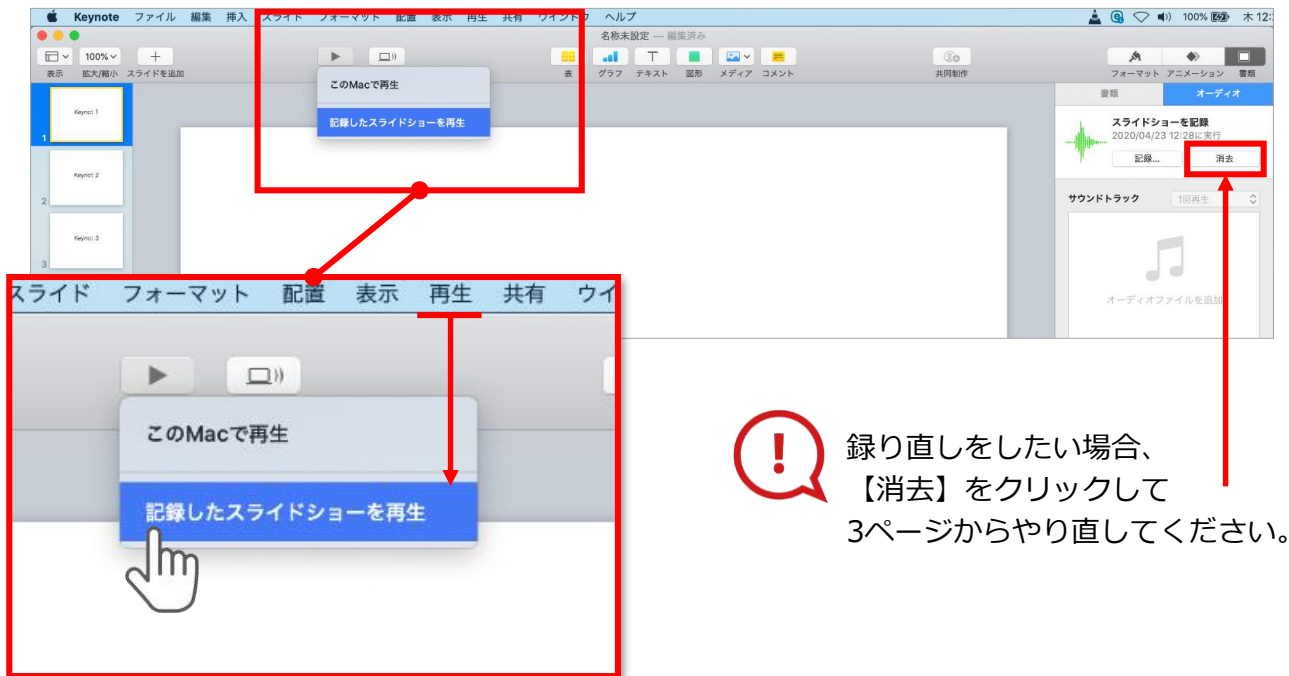 Keynote ファイル 編集 挿入 スライド フォーマット 配置 表示 再生 共有 ウインドウ ヘルプ
100% 木 12:
名称未設定 — 編集済み
100%
表示 拡大/縮小 スライドを追加 表 グラフ テキスト 図形 メディア コメント 共同制作 フォーマット アニメーション 書類
このMacで再生
記録したスライドショーを再生
書類 オーディオ
スライドショーを記録
2020/04/23 12:28に実行
記録... 消去
サウンドトラック 1回再生
オーディオファイルを追加
1
Keynot 1
2
Keynot 2
3
Keynot 3
スライド フォーマット 配置 表示 再生 共有 ウイ
このMacで再生
記録したスライドショーを再生
!
録り直しをしたい場合、
【消去】をクリックして
3ページからやり直してください。